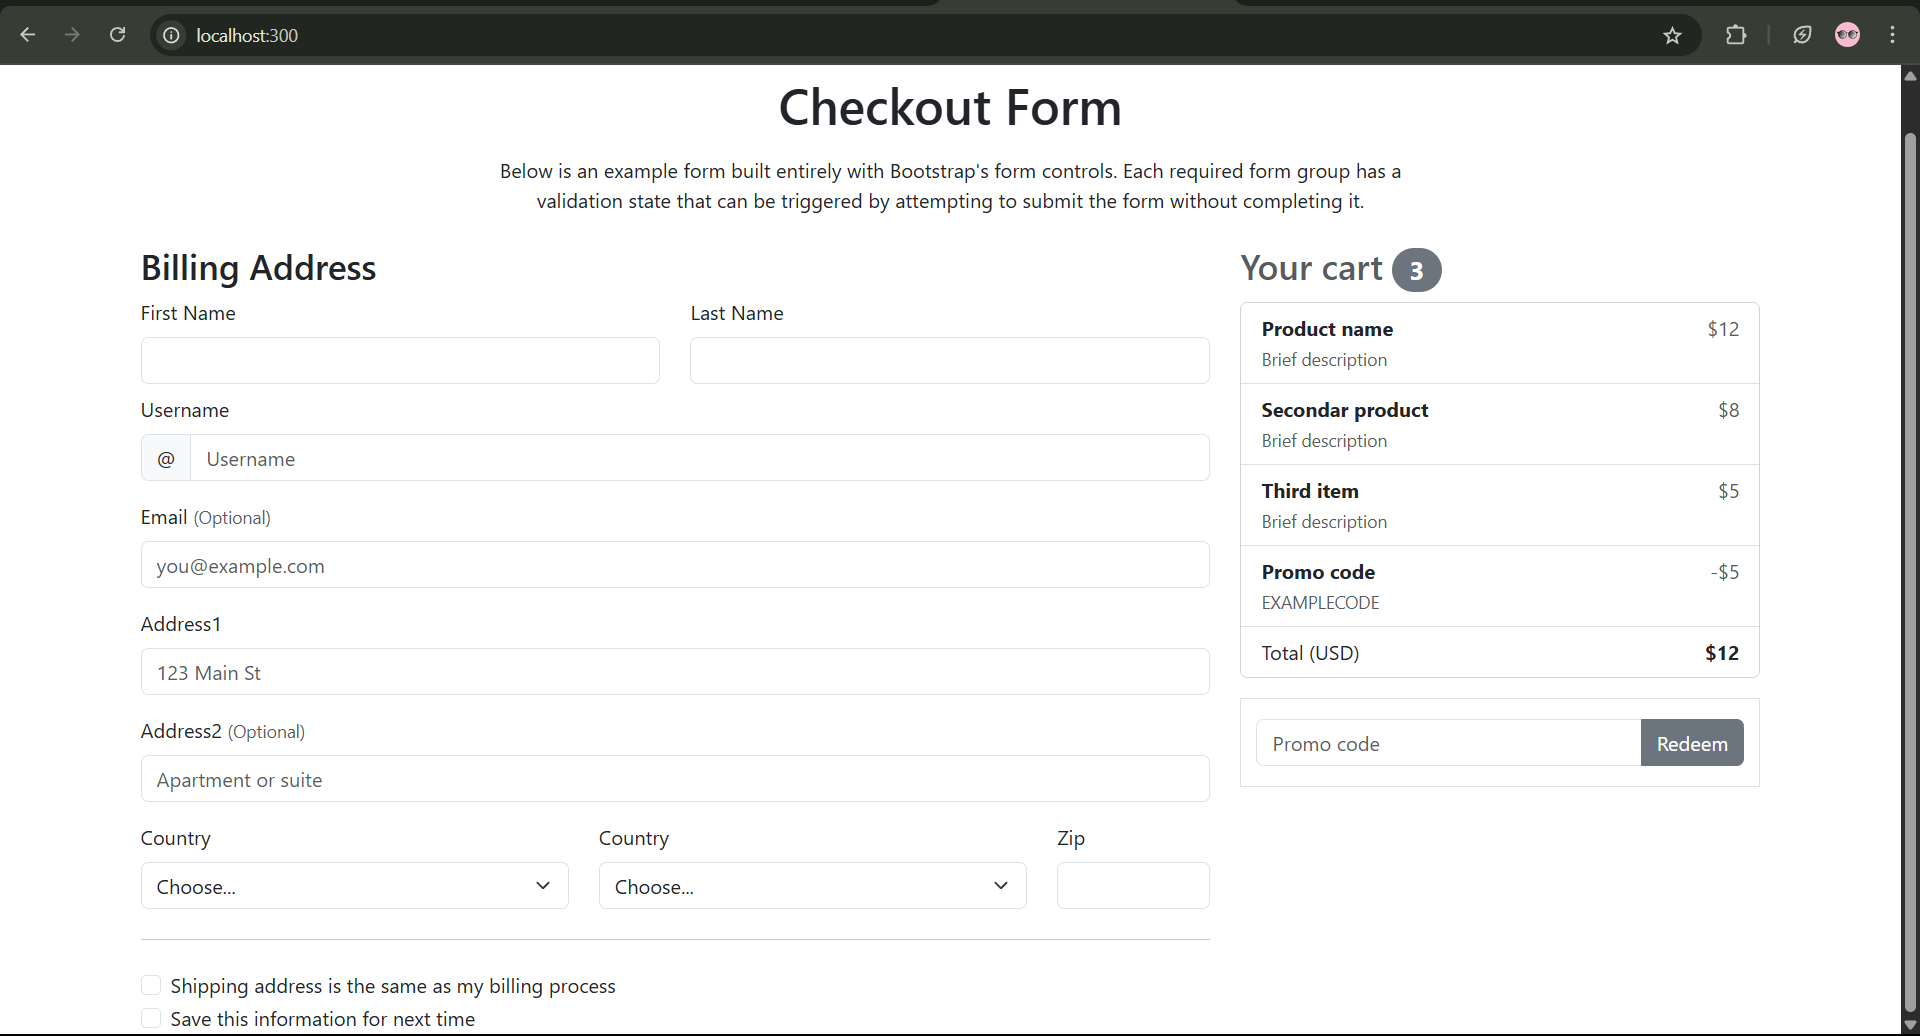 localhost:300
Checkout Form
Below is an example form built entirely with Bootstrap's form controls. Each required form group has a
validation state that can be triggered by attempting to submit the form without completing it.
Billing Address
First Name
Last Name
Username
@
Username
Email (Optional)
you@example.com
Address1
123 Main St
Address2 (Optional)
Apartment or suite
Country
Country
Zip
Choose...
Choose...
Shipping address is the same as my billing process
Save this information for next time
Your cart 3
Product name $12
Brief description
Secondar product $8
Brief description
Third item $5
Brief description
Promo code -$5
EXAMPLECODE
Total (USD) $12
Promo code
Redeem